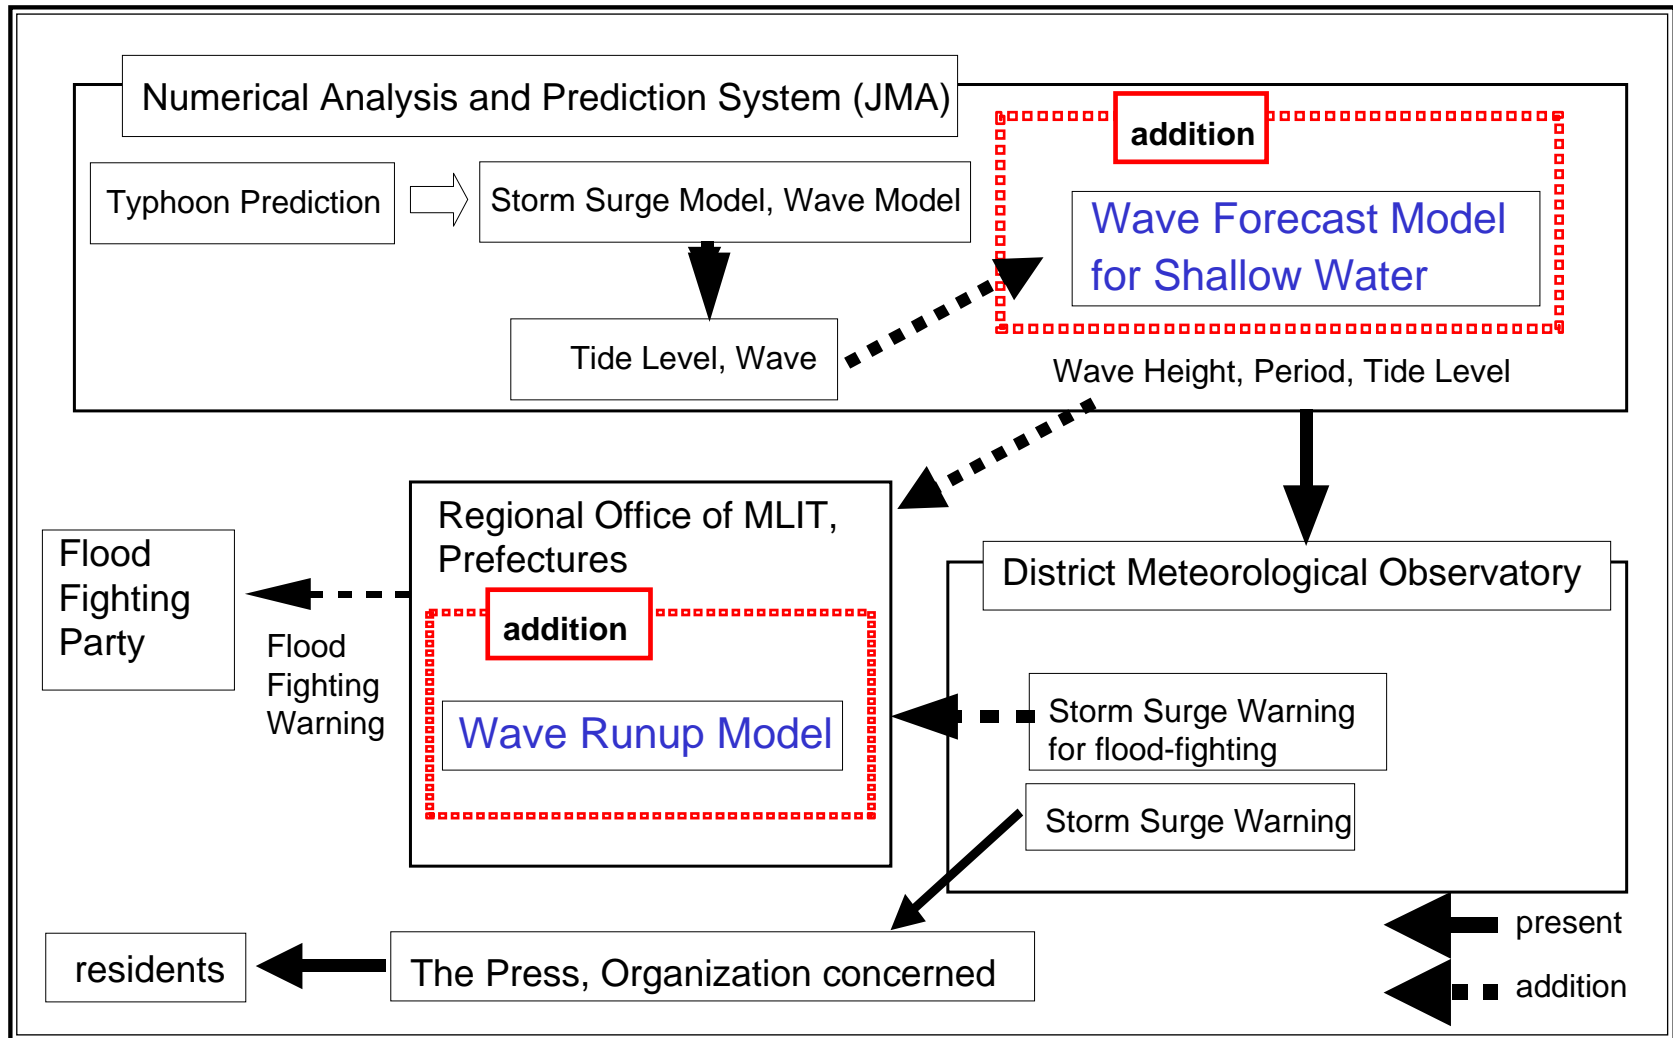 Numerical Analysis and Prediction System (JMA)
addition
Typhoon Prediction
Storm Surge Model, Wave Model
Wave Forecast Model
for Shallow Water
Tide Level, Wave
Wave Height, Period, Tide Level
Regional Office of MLIT,
Prefectures
Flood
Fighting
Party
District Meteorological Observatory
addition
Flood
Fighting
Warning
Wave Runup Model
Storm Surge Warning
for flood-fighting
Storm Surge Warning
present
residents
The Press, Organization concerned
addition